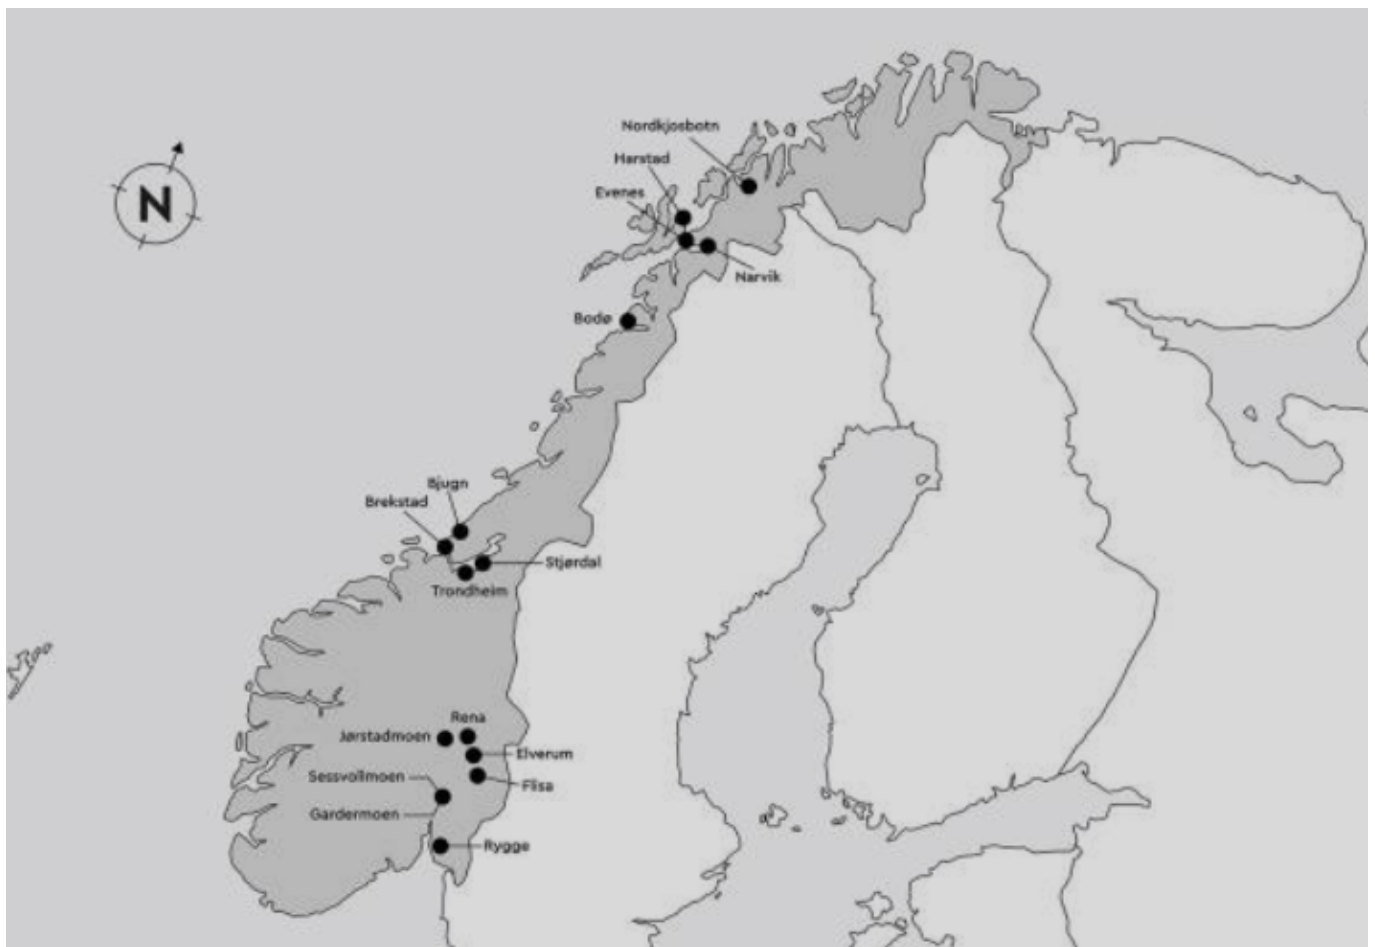 Nordkjosbotn
Harstad
Evenes
N
Narvik
Bodø
Bjugn
Brekstad
Stjørdal
Trondheim
Rena
Jørstadmoen
Elverum
Sessvollmoen
Flisa
Gardermoen
Rygge